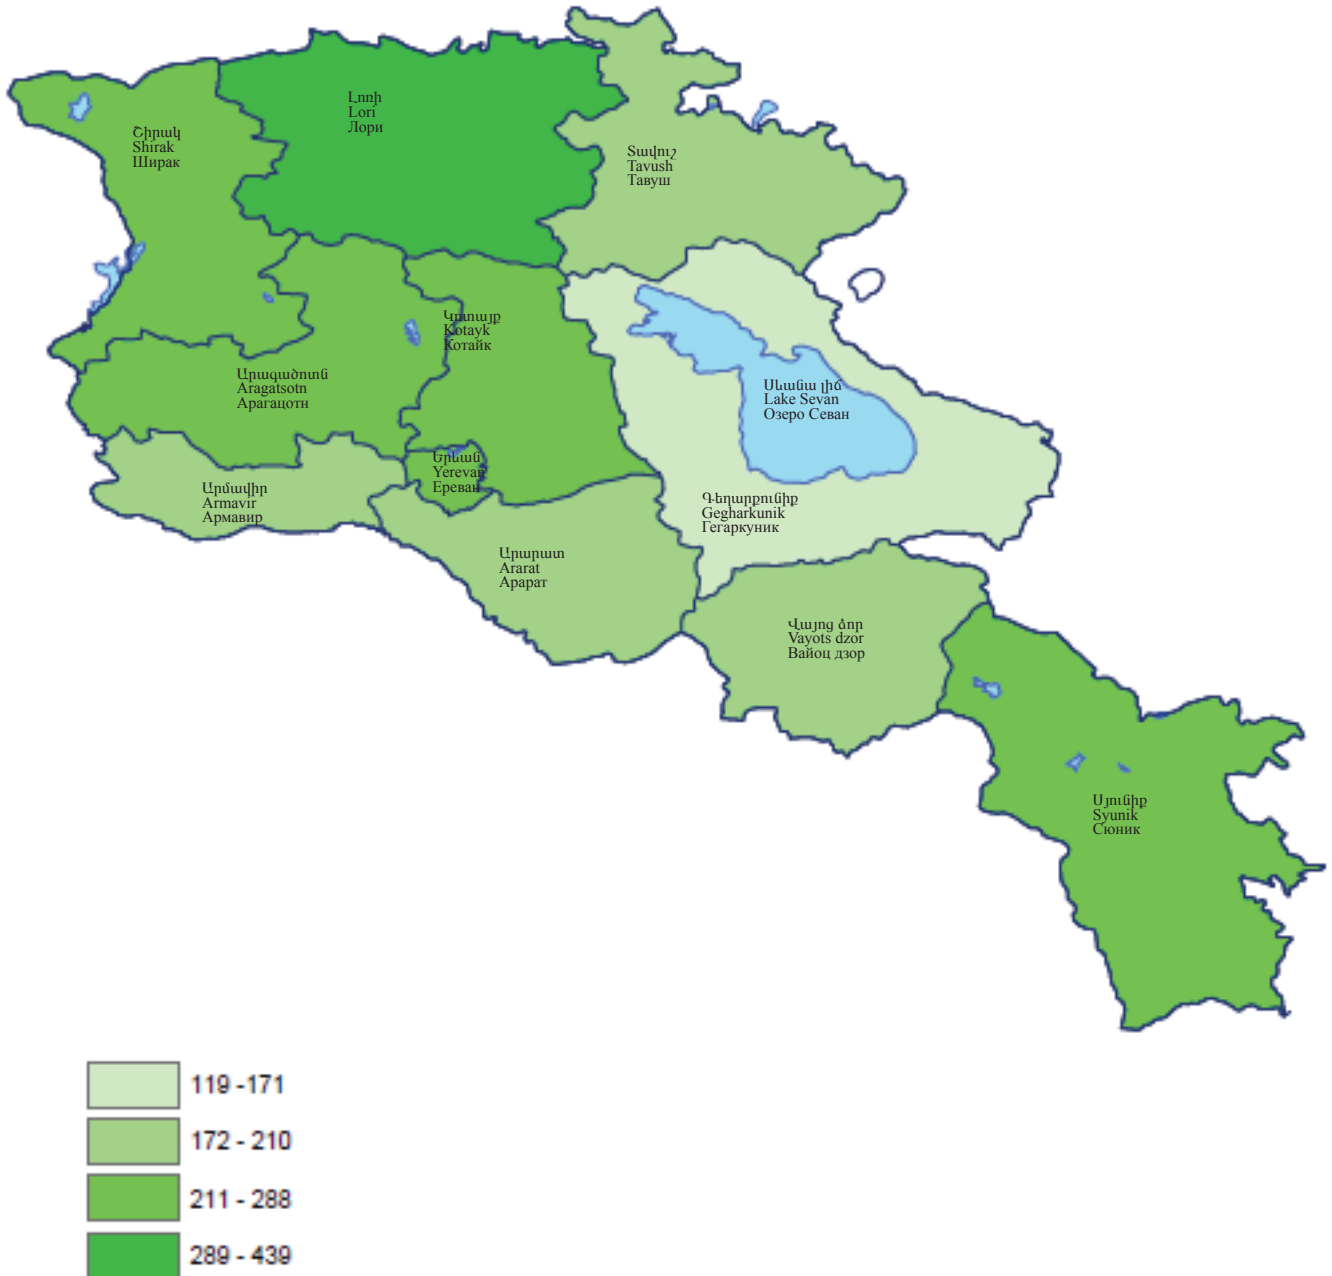 Լոռի
Lori
Лори
Շիրակ
Shirak
Ширак
Տավուշ
Tavush
Тавуш
Կոտայք
Kotayk
Котайк
Արագածոտն
Aragatsotn
Арагацотн
Սևանա լիճ
Lake Sevan
Озеро Севан
Երևան
Yerevan
Ереван
Արմավիր
Armavir
Армавир
Գեղարքունիք
Gegharkunik
Гегаркуник
Արարատ
Ararat
Арарат
Վայոց ձոր
Vayots dzor
Вайоц дзор
Սյունիք
Syunik
Сюник
119 -171
172 - 210
211 - 288
289 - 439